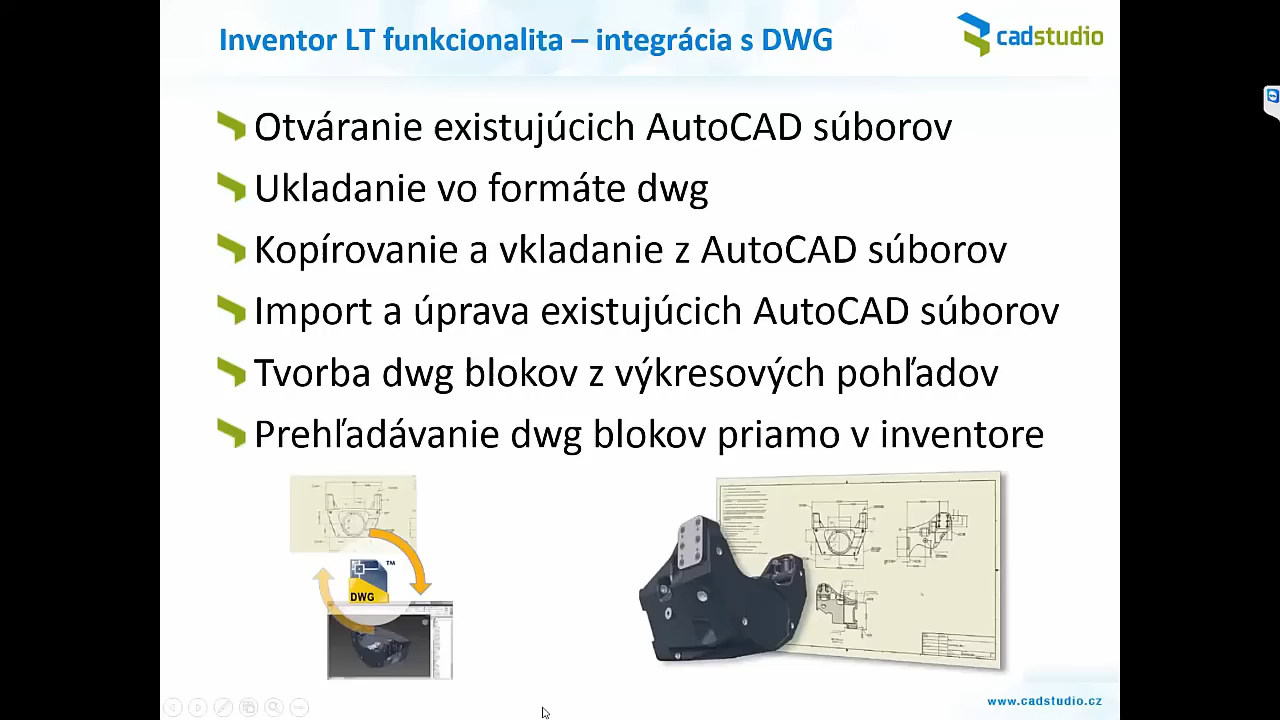 Inventor LT funkcionalita – integrácia s DWG
cadstudio
Otváranie existujúcich AutoCAD súborov
Ukladanie vo formáte dwg
Kopírovanie a vkladanie z AutoCAD súborov
Import a úprava existujúcich AutoCAD súborov
Tvorba dwg blokov z výkresových pohľadov
Prehľadávanie dwg blokov priamo v inventore
TM
DWG
www.cadstudio.cz